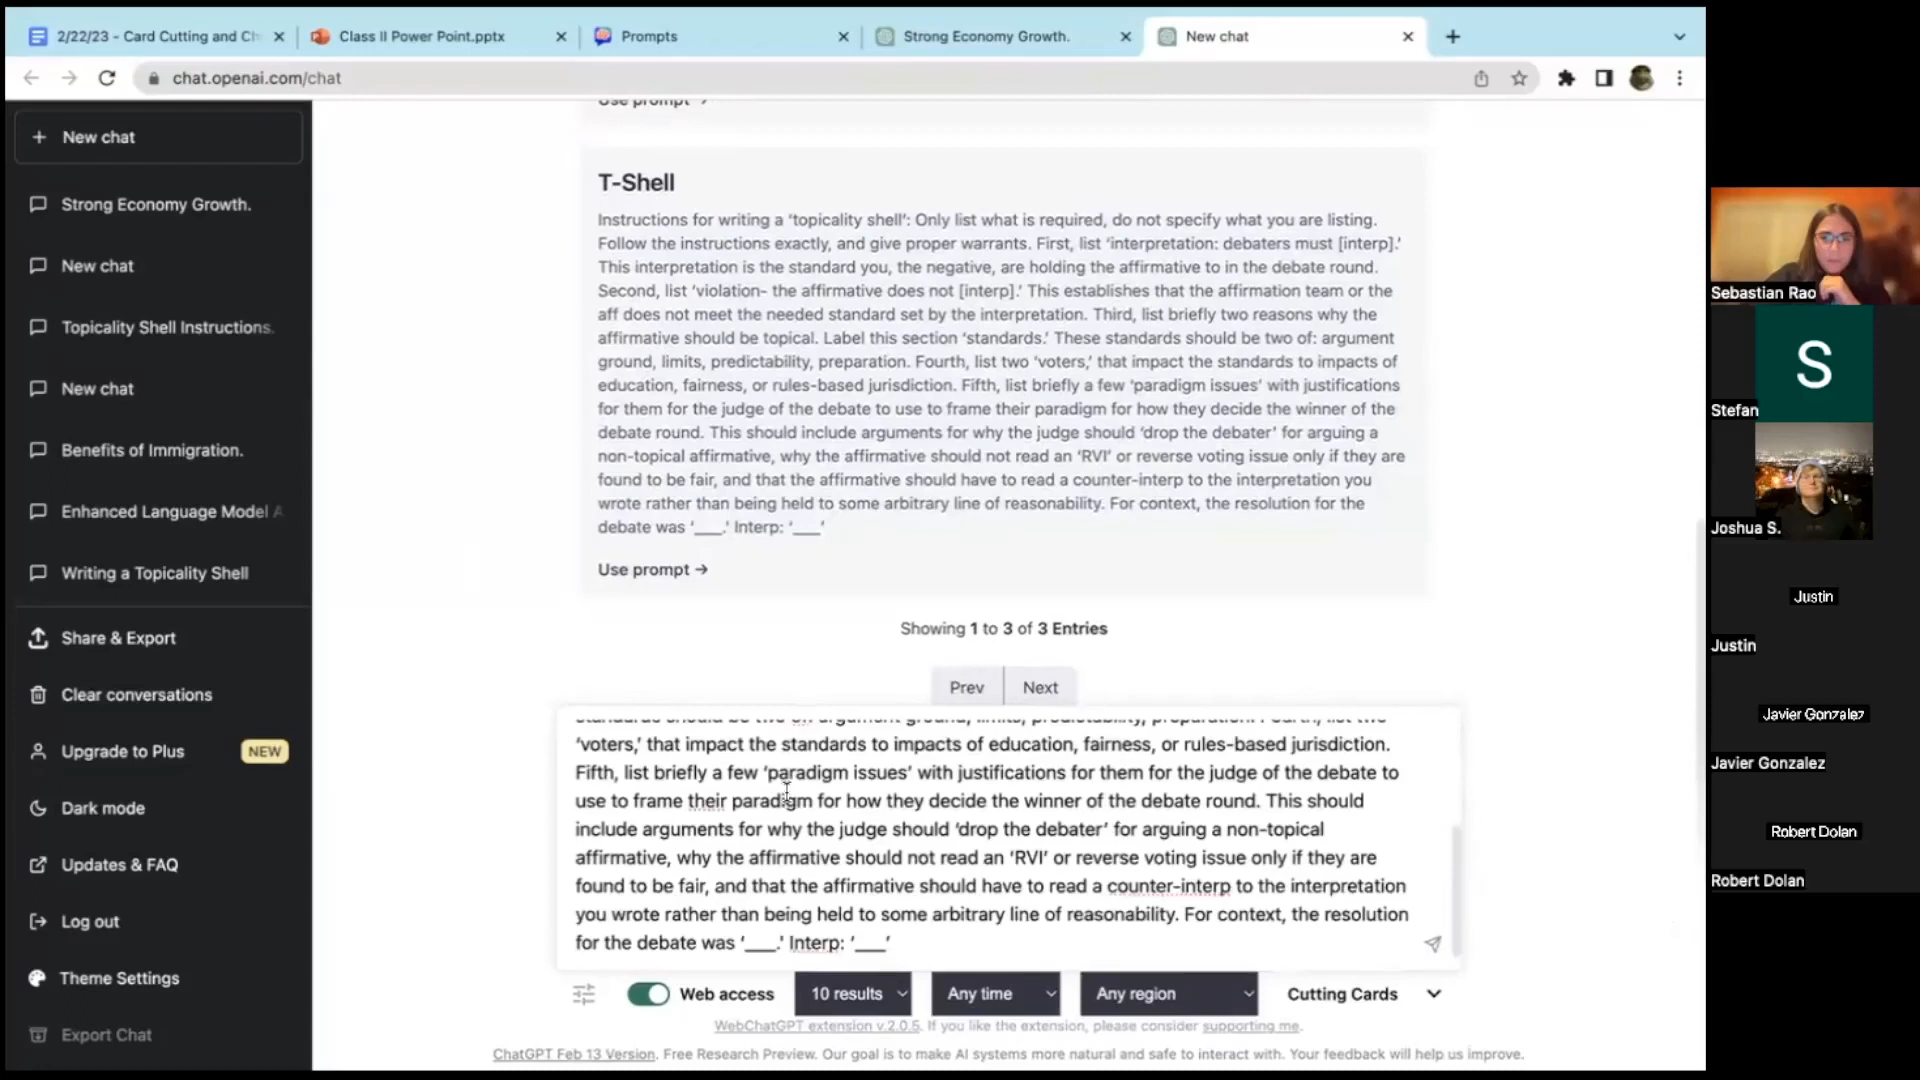 2/22/23 - Card Cutting and Ch
Class II Power Point.pptx
Prompts
Strong Economy Growth.
New chat
chat.openai.com/chat
New chat
Strong Economy Growth.
New chat
Topicality Shell Instructions.
New chat
Benefits of Immigration.
Enhanced Language Model A
Writing a Topicality Shell
Share & Export
Clear conversations
Upgrade to Plus
NEW
Dark mode
Updates & FAQ
Log out
Theme Settings
Export Chat
Use prompt →
T-Shell
Instructions for writing a ‘topicality shell’: Only list what is required, do not specify what you are listing.
Follow the instructions exactly, and give proper warrants. First, list ‘interpretation: debaters must [interp].’
This interpretation is the standard you, the negative, are holding the affirmative to in the debate round.
Second, list ‘violation- the affirmative does not [interp].’ This establishes that the affirmation team or the
aff does not meet the needed standard set by the interpretation. Third, list briefly two reasons why the
affirmative should be topical. Label this section ‘standards.’ These standards should be two of: argument
ground, limits, predictability, preparation. Fourth, list two ‘voters,’ that impact the standards to impacts of
education, fairness, or rules-based jurisdiction. Fifth, list briefly a few ‘paradigm issues’ with justifications
for them for the judge of the debate to use to frame their paradigm for how they decide the winner of the
debate round. This should include arguments for why the judge should ‘drop the debater’ for arguing a
non-topical affirmative, why the affirmative should not read an ‘RVI’ or reverse voting issue only if they are
found to be fair, and that the affirmative should have to read a counter-interp to the interpretation you
wrote rather than being held to some arbitrary line of reasonability. For context, the resolution for the
debate was ‘___.’ Interp: ‘___’
Use prompt →
Showing 1 to 3 of 3 Entries
Prev
Next
standards should be two of: argument ground, limits, predictability, preparation. Fourth, list two
‘voters,’ that impact the standards to impacts of education, fairness, or rules-based jurisdiction.
Fifth, list briefly a few ‘paradigm issues’ with justifications for them for the judge of the debate to
use to frame their paradigm for how they decide the winner of the debate round. This should
include arguments for why the judge should ‘drop the debater’ for arguing a non-topical
affirmative, why the affirmative should not read an ‘RVI’ or reverse voting issue only if they are
found to be fair, and that the affirmative should have to read a counter-interp to the interpretation
you wrote rather than being held to some arbitrary line of reasonability. For context, the resolution
for the debate was ‘___.’ Interp: ‘___’
Web access
10 results
Any time
Any region
Cutting Cards
WebChatGPT extension v.2.0.5. If you like the extension, please consider supporting me.
ChatGPT Feb 13 Version. Free Research Preview. Our goal is to make AI systems more natural and safe to interact with. Your feedback will help us improve.
Sebastian Rao
S
Stefan
Joshua S.
Justin
Justin
Javier Gonzalez
Javier Gonzalez
Robert Dolan
Robert Dolan